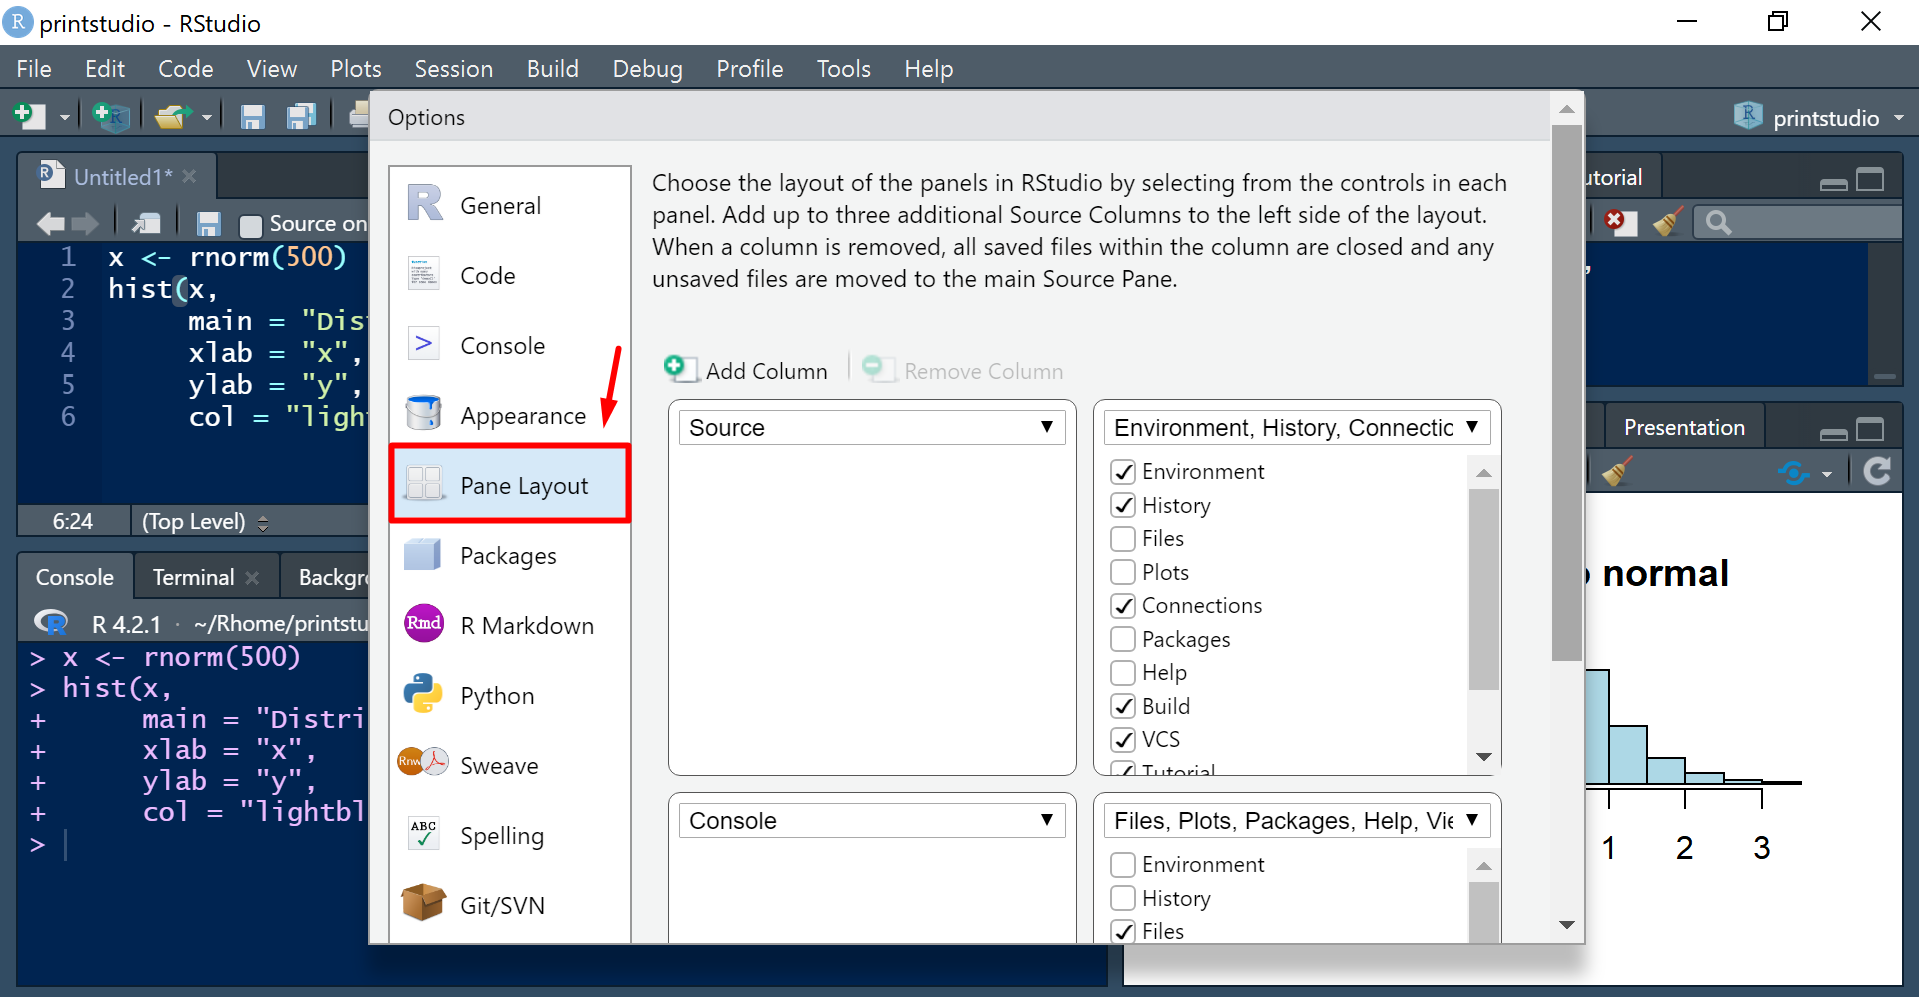 R printstudio - RStudio
File Edit Code View Plots Session Build Debug Profile Tools Help
R
R printstudio
Options
R Untitled1*
Source on
1 x <- rnorm(500)
2 hist(x,
3 main = "Dis
4 xlab = "x",
5 ylab = "y",
6 col = "ligh
6:24 (Top Level)
Console Terminal
R R 4.2.1 · ~/Rhome/printstu
> x <- rnorm(500)
> hist(x,
+ main = "Distri
+ xlab = "x",
+ ylab = "y",
+ col = "lightbl
>
R General
Code
> Console
Appearance
Pane Layout
Packages
Rmd R Markdown
Python
Rnw Sweave
ABC Spelling
Git/SVN
Choose the layout of the panels in RStudio by selecting from the controls in each
panel. Add up to three additional Source Columns to the left side of the layout.
When a column is removed, all saved files within the column are closed and any
unsaved files are moved to the main Source Pane.
Add Column Remove Column
Source
Environment, History, Connectic
Environment
History
Files
Plots
Connections
Packages
Help
Build
VCS
Tutorial
Console
Files, Plots, Packages, Help, Vie
Environment
History
Files
utorial
Presentation
normal
1 2 3